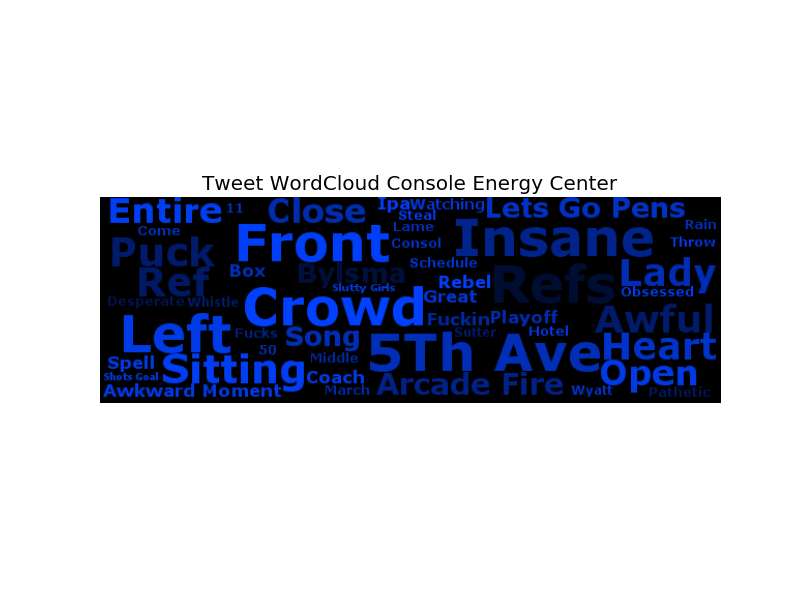 Tweet WordCloud Console Energy Center
Entire 11 Close Ipa Watching Lets Go Pens
Steal
Come Lame Rain
Puck Front Consol Insane Throw
Ref Box Bylsma Schedule Refs Lady
Slutty Girls Rebel Obsessed
Desperate Whistle Crowd Great
Left Fucks Song Fuckin Playoff Awful
50 Sutter Hotel
Spell Middle 5Th Ave Heart
Shots Goal Sitting Coach Open
Awkward Moment March Arcade Fire Wyatt Pathetic